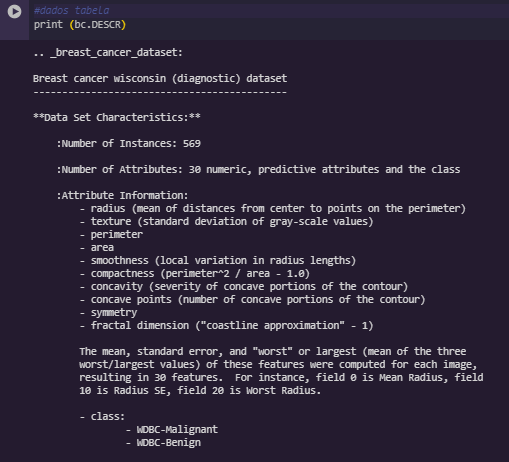 #dados tabela
print (bc.DESCR)
.. _breast_cancer_dataset:
Breast cancer wisconsin (diagnostic) dataset
--------------------------------------------
**Data Set Characteristics:**
:Number of Instances: 569
:Number of Attributes: 30 numeric, predictive attributes and the class
:Attribute Information:
- radius (mean of distances from center to points on the perimeter)
- texture (standard deviation of gray-scale values)
- perimeter
- area
- smoothness (local variation in radius lengths)
- compactness (perimeter^2 / area - 1.0)
- concavity (severity of concave portions of the contour)
- concave points (number of concave portions of the contour)
- symmetry
- fractal dimension ("coastline approximation" - 1)
The mean, standard error, and "worst" or largest (mean of the three
worst/largest values) of these features were computed for each image,
resulting in 30 features.  For instance, field 0 is Mean Radius, field
10 is Radius SE, field 20 is Worst Radius.
- class:
- WDBC-Malignant
- WDBC-Benign